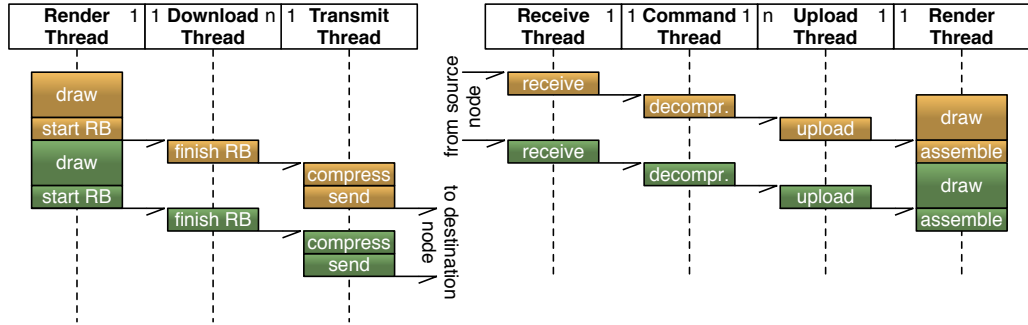 Render Thread 1
1 Download Thread n
1 Transmit Thread
draw
start RB
draw
start RB
finish RB
finish RB
compress
send
compress
send
to destination
node
Receive Thread 1
1 Command Thread 1
n Upload Thread 1
1 Render Thread
from source
node
receive
receive
decompr.
decompr.
upload
upload
draw
assemble
draw
assemble